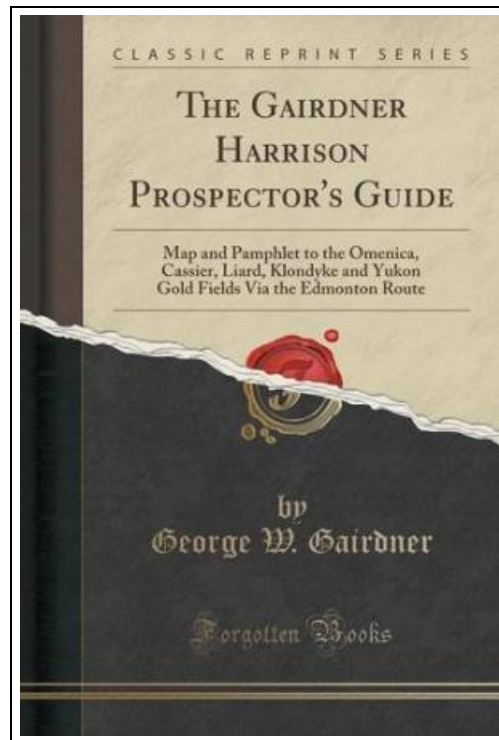 CLASSIC REPRINT SERIES
THE GAIRDNER
HARRISON
PROSPECTOR'S GUIDE
Map and Pamphlet to the Omenica,
Cassier, Liard, Klondyke and Yukon
Gold Fields Via the Edmonton Route
by
George W. Gairdner
Forgotten Books